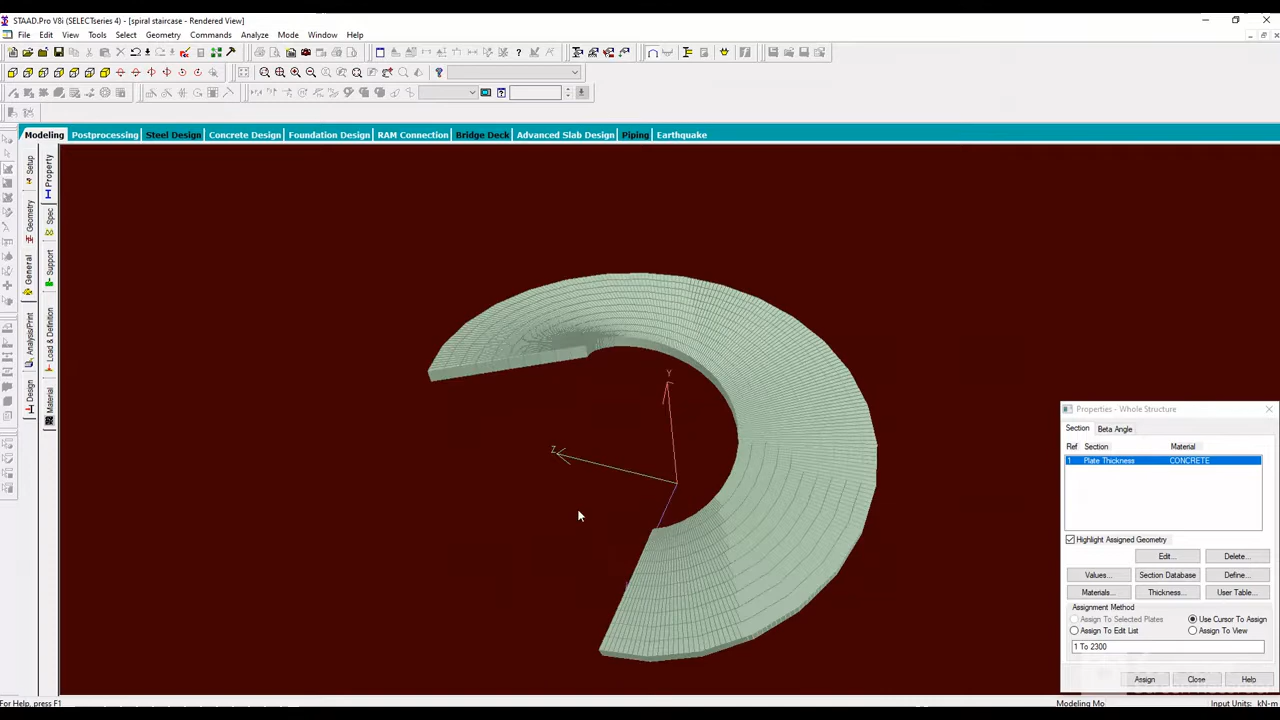 STAAD.Pro V8i (SELECTseries 4) - [spiral staircase - Rendered View]
File Edit View Tools Select Geometry Commands Analyze Mode Window Help
Modeling Postprocessing Steel Design Concrete Design Foundation Design RAM Connection Bridge Deck Advanced Slab Design Piping Earthquake
Setup
Geometry
General
Analysis/Print
Design
Property
Spec
Support
Load & Definition
Material
Y
Z
Properties - Whole Structure
Section Beta Angle
Ref Section Material
1 Plate Thickness CONCRETE
Highlight Assigned Geometry
Edit... Delete...
Values... Section Database Define...
Materials... Thickness... User Table...
Assignment Method
Assign To Selected Plates Use Cursor To Assign
Assign To Edit List Assign To View
1 To 2300
Assign Close Help
For Help, press F1
Modeling Mo Input Units: kN-m